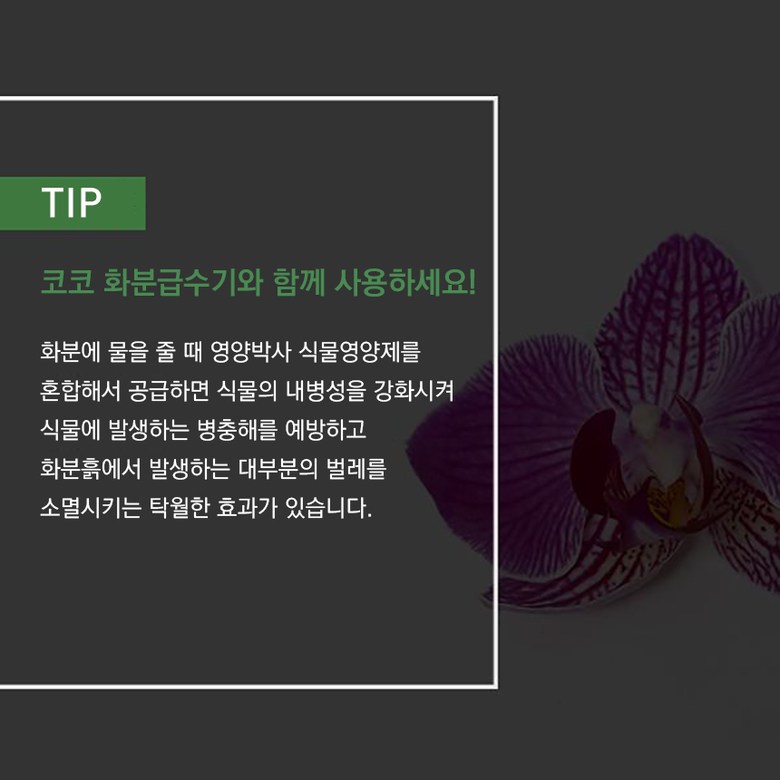 TIP
코코 화분급수기와 함께 사용하세요!
화분에 물을 줄 때 영양박사 식물영양제를
혼합해서 공급하면 식물의 내병성을 강화시켜
식물에 발생하는 병충해를 예방하고
화분흙에서 발생하는 대부분의 벌레를
소멸시키는 탁월한 효과가 있습니다.